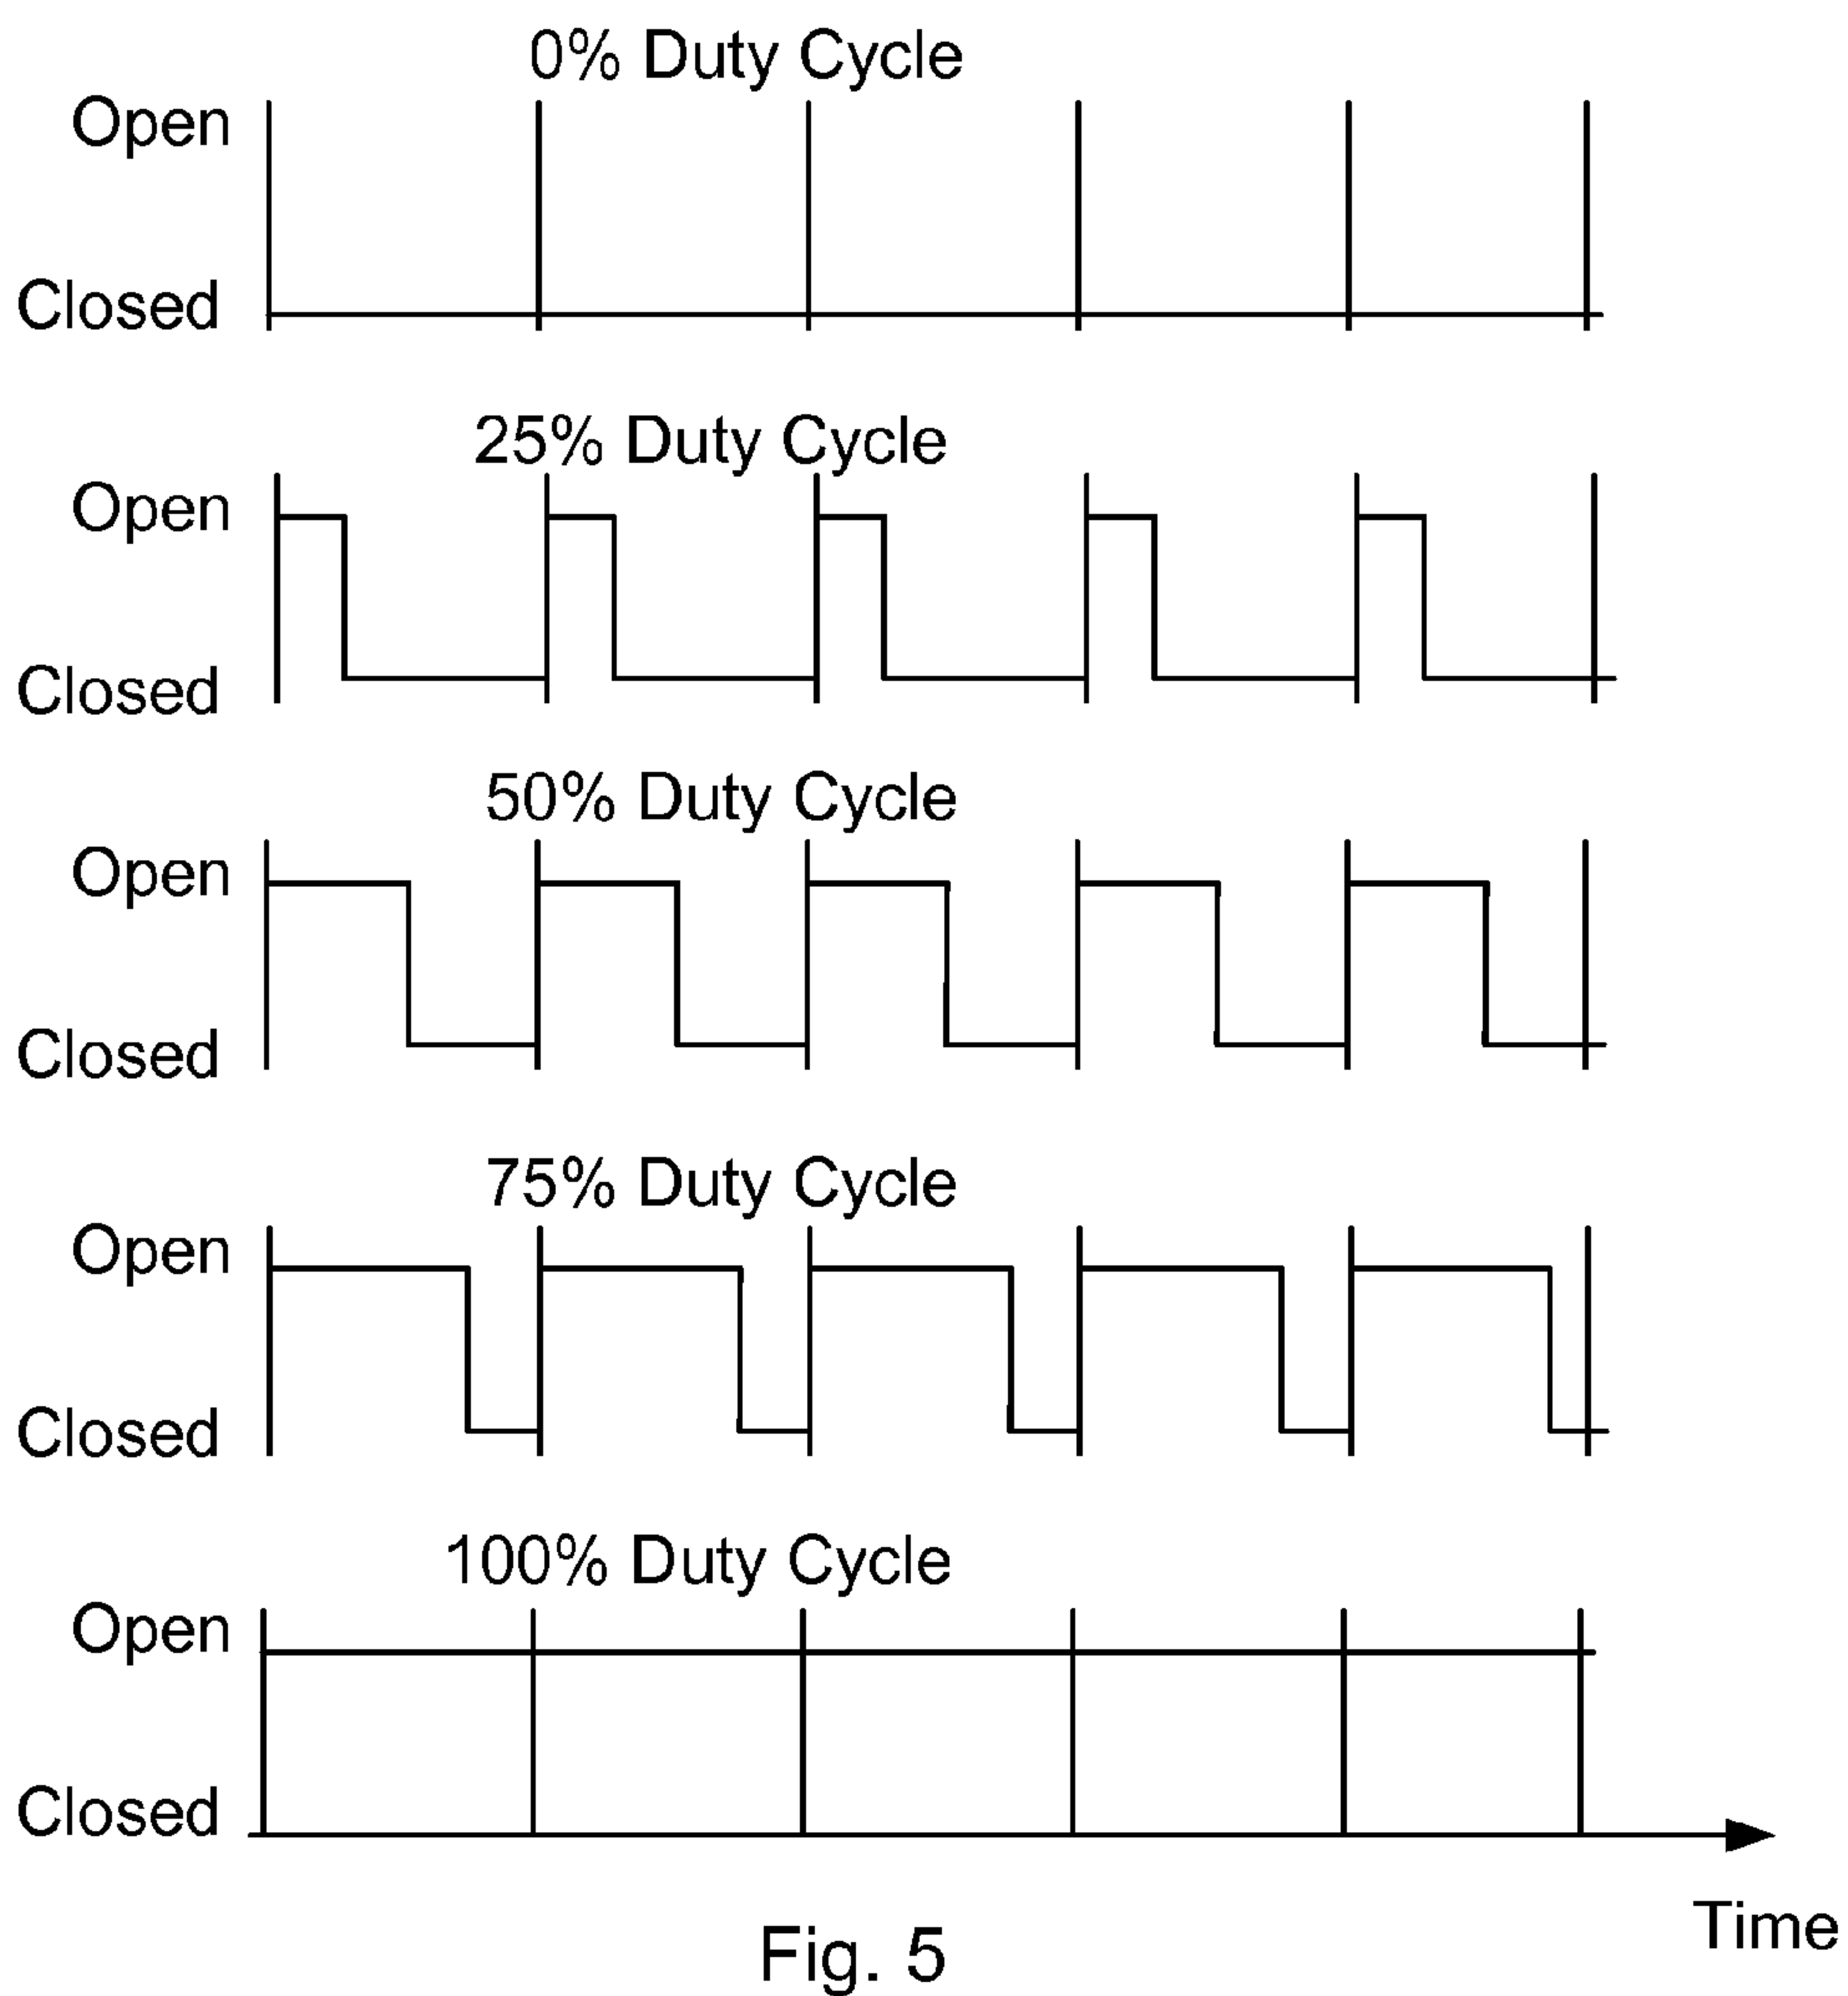 0% Duty Cycle
Open
Closed
25% Duty Cycle
Open
Closed
50% Duty Cycle
Open
Closed
75% Duty Cycle
Open
Closed
100% Duty Cycle
Open
Closed
Time
Fig. 5